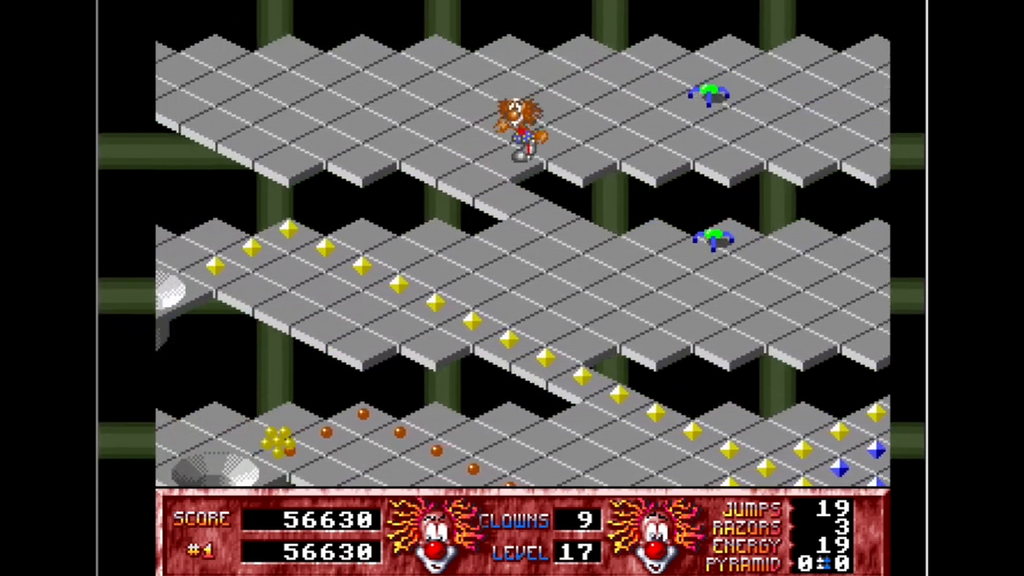 SCORE 56630
#1 56630
CLOWNS 9
LEVEL 17
JUMPS 19
RAZORS 3
ENERGY 19
PYRAMID 0±0